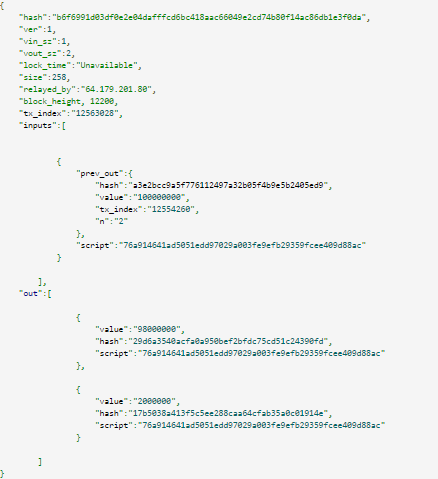 {
"hash":"b6f6991d03df0e2e04dafffcd6bc418aac66049e2cd74b80f14ac86db1e3f0da",
"ver":1,
"vin_sz":1,
"vout_sz":2,
"lock_time":"Unavailable",
"size":258,
"relayed_by":"64.179.201.80",
"block_height, 12200,
"tx_index":"12563028",
"inputs":[
{
"prev_out":{
"hash":"a3e2bcc9a5f776112497a32b05f4b9e5b2405ed9",
"value":"100000000",
"tx_index":"12554260",
"n":"2"
},
"script":"76a914641ad5051edd97029a003fe9efb29359fcee409d88ac"
}
],
"out":[
{
"value":"98000000",
"hash":"29d6a3540acfa0a950bef2bfdc75cd51c24390fd",
"script":"76a914641ad5051edd97029a003fe9efb29359fcee409d88ac"
},
{
"value":"2000000",
"hash":"17b5038a413f5c5ee288caa64cfab35a0c01914e",
"script":"76a914641ad5051edd97029a003fe9efb29359fcee409d88ac"
}
]
}